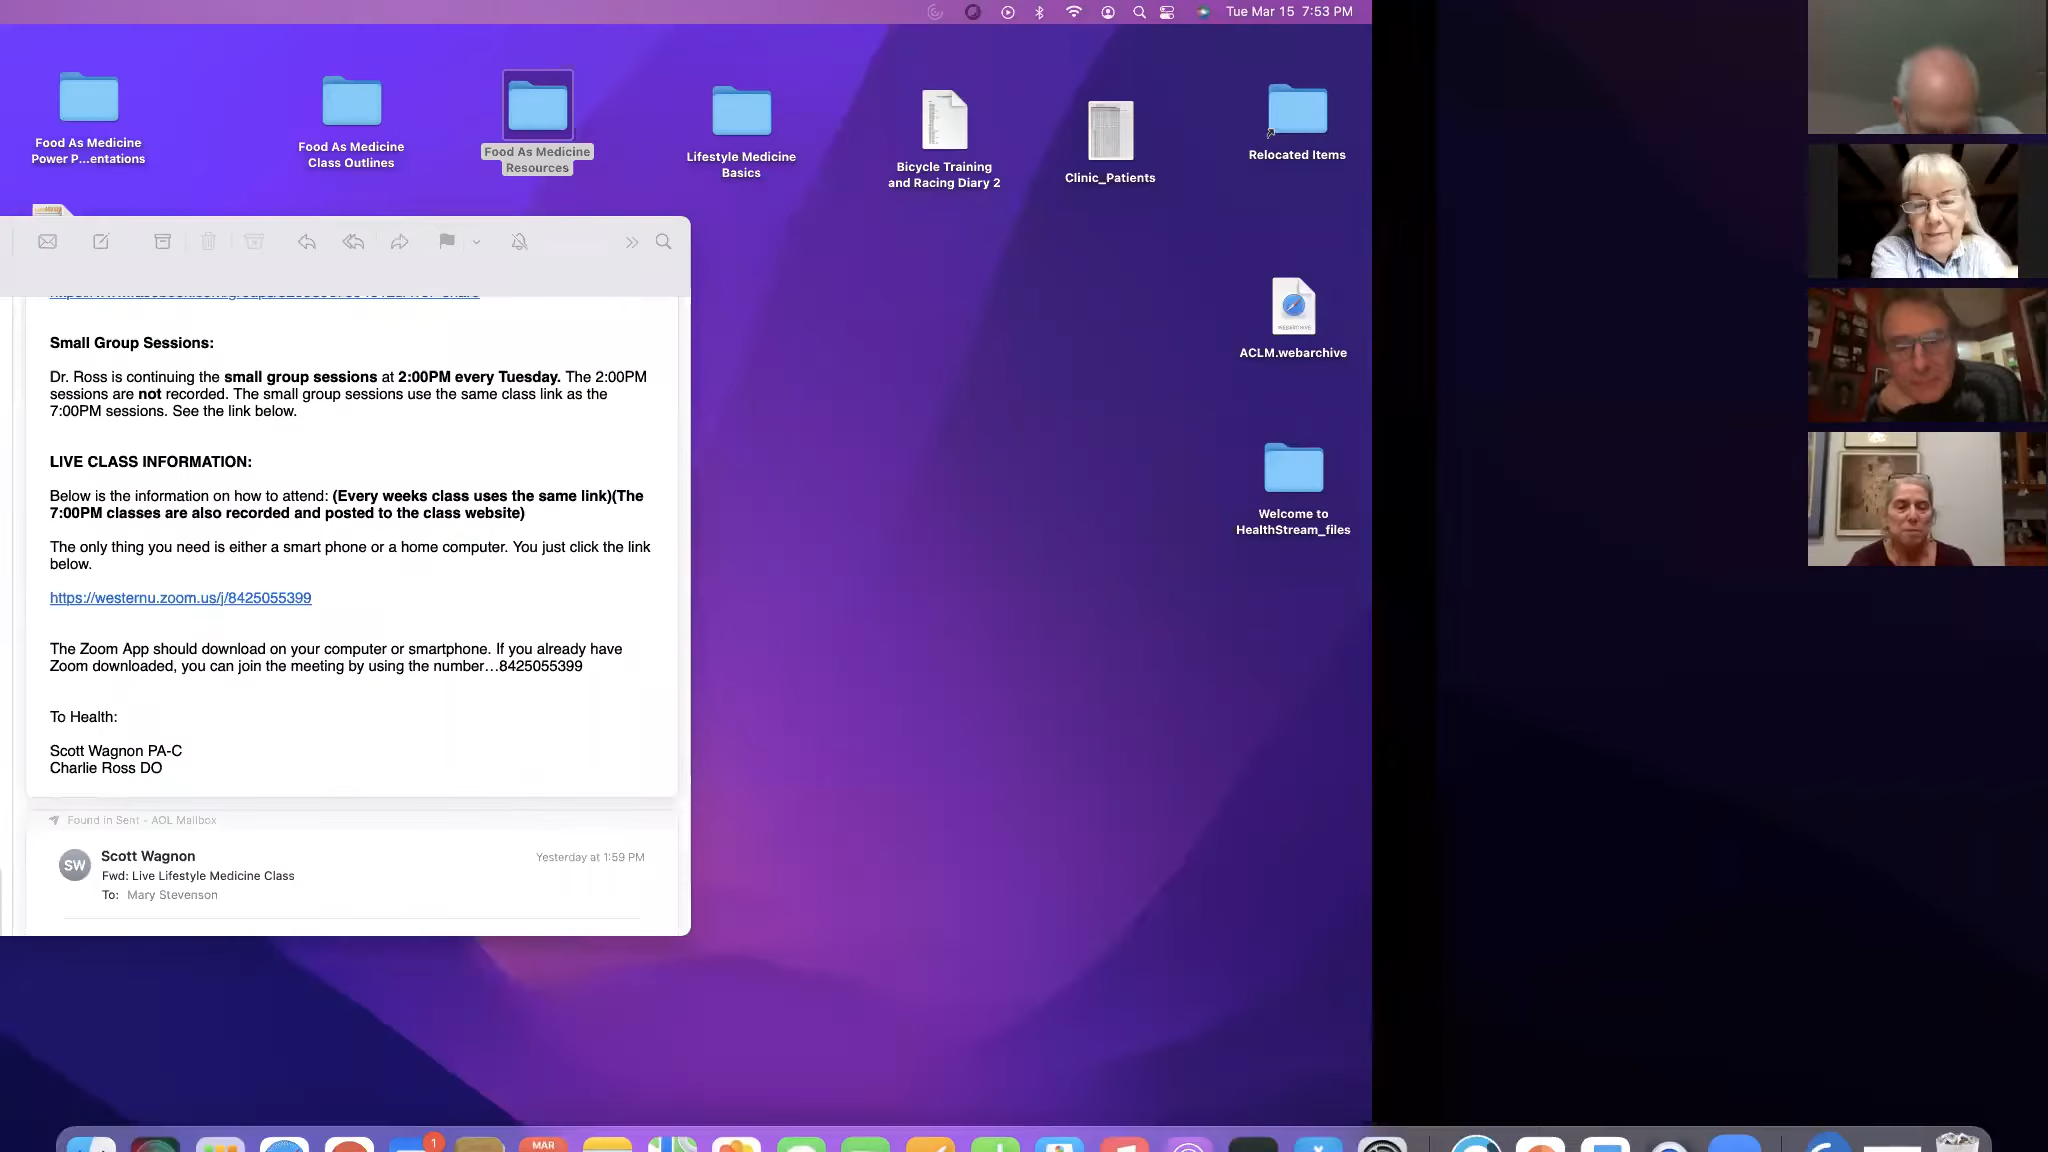 Tue Mar 15 7:53 PM
Food As Medicine
Power P...entations
Food As Medicine
Class Outlines
Food As Medicine
Resources
Lifestyle Medicine
Basics
Bicycle Training
and Racing Diary 2
Clinic_Patients
Relocated Items
WEBARCHIVE
ACLM.webarchive
Welcome to
HealthStream_files
Small Group Sessions:
Dr. Ross is continuing the small group sessions at 2:00PM every Tuesday. The 2:00PM
sessions are not recorded. The small group sessions use the same class link as the
7:00PM sessions. See the link below.
LIVE CLASS INFORMATION:
Below is the information on how to attend: (Every weeks class uses the same link)(The
7:00PM classes are also recorded and posted to the class website)
The only thing you need is either a smart phone or a home computer. You just click the link
below.
https://westernu.zoom.us/j/8425055399
The Zoom App should download on your computer or smartphone. If you already have
Zoom downloaded, you can join the meeting by using the number…8425055399
To Health:
Scott Wagnon PA-C
Charlie Ross DO
Found in Sent - AOL Mailbox
SW
Scott Wagnon
Yesterday at 1:59 PM
Fwd: Live Lifestyle Medicine Class
To: Mary Stevenson
1
MAR